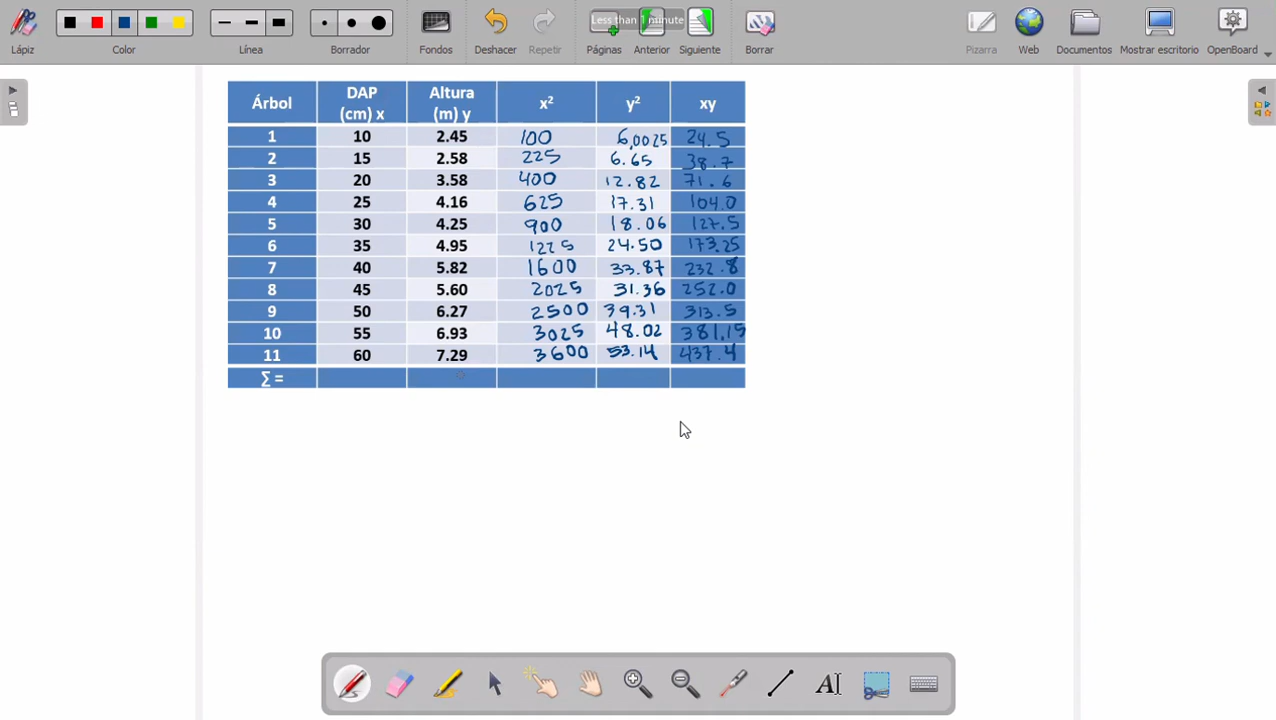 Less than 1 minute
Lápiz Color Línea Borrador Fondos Deshacer Repetir Páginas Anterior Siguiente Borrar Pizarra Web Documentos Mostrar escritorio OpenBoard
Árbol DAP (cm) x Altura (m) y x² y² xy
1 10 2.45 100 6,0025 24.5
2 15 2.58 225 6.65 38.7
3 20 3.58 400 12.82 71.6
4 25 4.16 625 17.31 104.0
5 30 4.25 900 18.06 127.5
6 35 4.95 1225 24.50 173.25
7 40 5.82 1600 33.87 232.8
8 45 5.60 2025 31.36 252.0
9 50 6.27 2500 39.31 313.5
10 55 6.93 3025 48.02 381,15
11 60 7.29 3600 53.14 437.4
∑ =